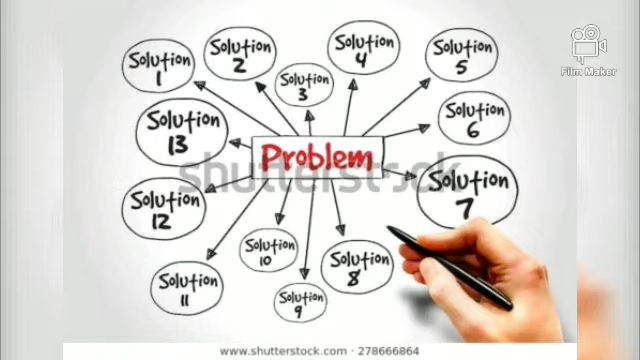 Solution
1
Solution
2
Solution
3
Solution
4
Solution
5
Solution
6
Solution
7
Solution
8
Solution
9
Solution
10
Solution
11
Solution
12
Solution
13
Problem
shutterstock
Film Maker
www.shutterstock.com · 278666864